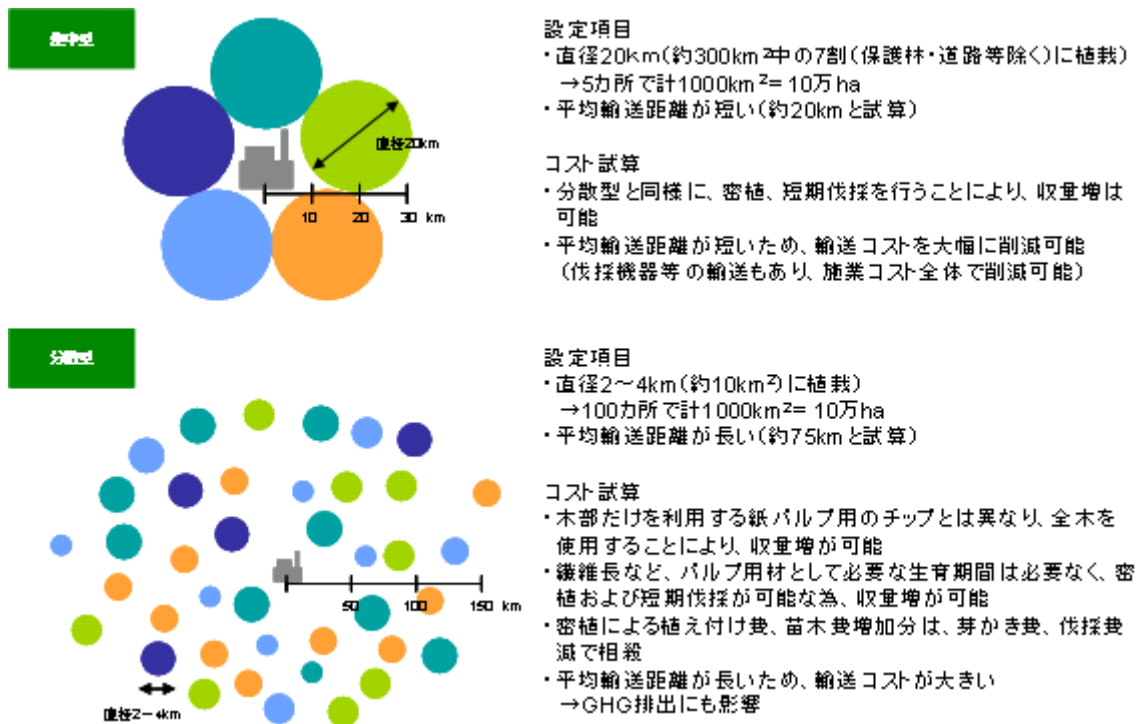 集中型
設定項目
・直径20km(約300km²中の7割(保護林・道路等除く)に植栽)
→5カ所で計1000km²=10万ha
・平均輸送距離が短い(約20kmと試算)
直径20km
10 20 30 km
コスト試算
・分散型と同様に、密植、短期伐採を行うことにより、収量増は
可能
・平均輸送距離が短いため、輸送コストを大幅に削減可能
(伐採機器等の輸送もあり、施業コスト全体で削減可能)
分散型
設定項目
・直径2～4km(約10km²)に植栽)
→100カ所で計1000km²=10万ha
・平均輸送距離が長い(約75kmと試算)
50 100 150 km
直径2～4km
コスト試算
・木部だけを利用する紙パルプ用のチップとは異なり、全木を
使用することにより、収量増が可能
・繊維長など、パルプ用材として必要な生育期間は必要なく、密
植および短期伐採が可能な為、収量増が可能
・密植による植え付け費、苗木費増加分は、芽かき費、伐採費
減で相殺
・平均輸送距離が長いため、輸送コストが大きい
→GHG排出にも影響